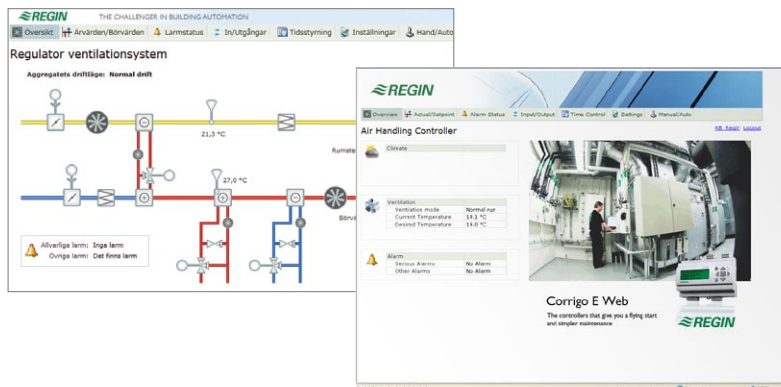 REGIN
THE CHALLENGER IN BUILDING AUTOMATION
Översikt Ärvärden/Börvärden Larmstatus In/Utgångar Tidsstyrning Inställningar Hand/Auto
Regulator ventilationsystem
Aggregatets driftläge: Normal drift
21,3 °C
27,0 °C
Allvarliga larm: Inga larm
Övriga larm: Det finns larm
REGIN
Overview Actual/Setpoint Alarm Status Input/Output Time Control Settings Manual/Auto
Air Handling Controller
AB Regin Logout
Climate
Ventilation
Ventilation mode Normal run
Current Temperature 19.1 °C
Desired Temperature 19.0 °C
Alarm
Serious Alarms No Alarm
Other Alarms No Alarm
Corrigo E Web
The controllers that give you a flying start
and simpler maintenance
REGIN